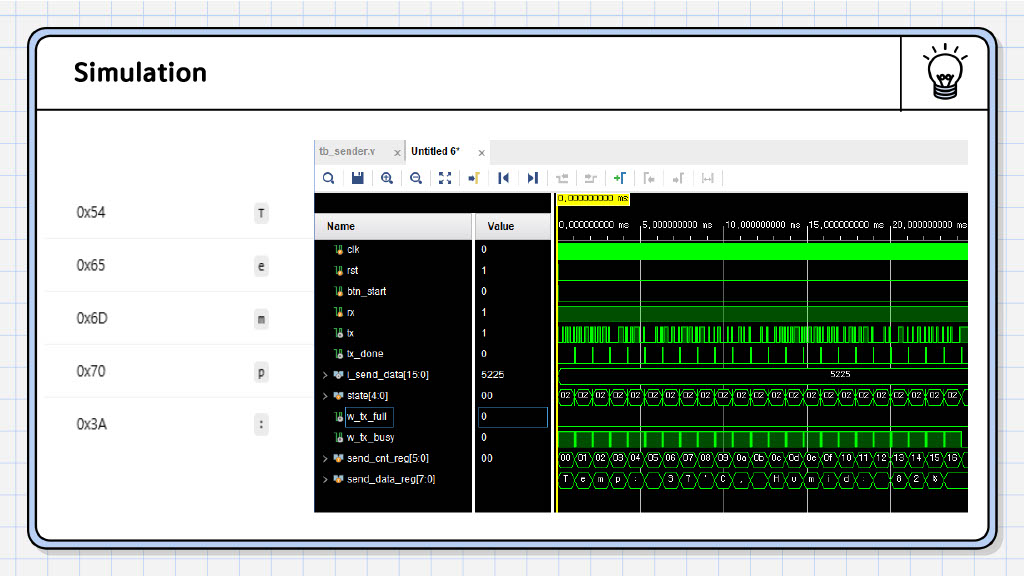 Simulation
0x54 T
0x65 e
0x6D m
0x70 p
0x3A :
tb_sender.v x Untitled 6* x
0,000000000 ms
Name Value
0,000000000 ms 5,000000000 ms 10,000000000 ms 15,000000000 ms 20,000000000 ms
clk 0
rst 1
btn_start 0
rx 1
tx 1
tx_done 0
i_send_data[15:0] 5225 5225
state[4:0] 00 02 02 02 02 02 02 02 02 02 02 02 02 02 02 02 02 02 02 02 02 02 02 02
w_tx_full 0
w_tx_busy 0
send_cnt_reg[5:0] 00 00 01 02 03 04 05 06 07 08 09 0a 0b 0c 0d 0e 0f 10 11 12 13 14 15 16
send_data_reg[7:0] T e m p : C , H u m i d : 8 2 %